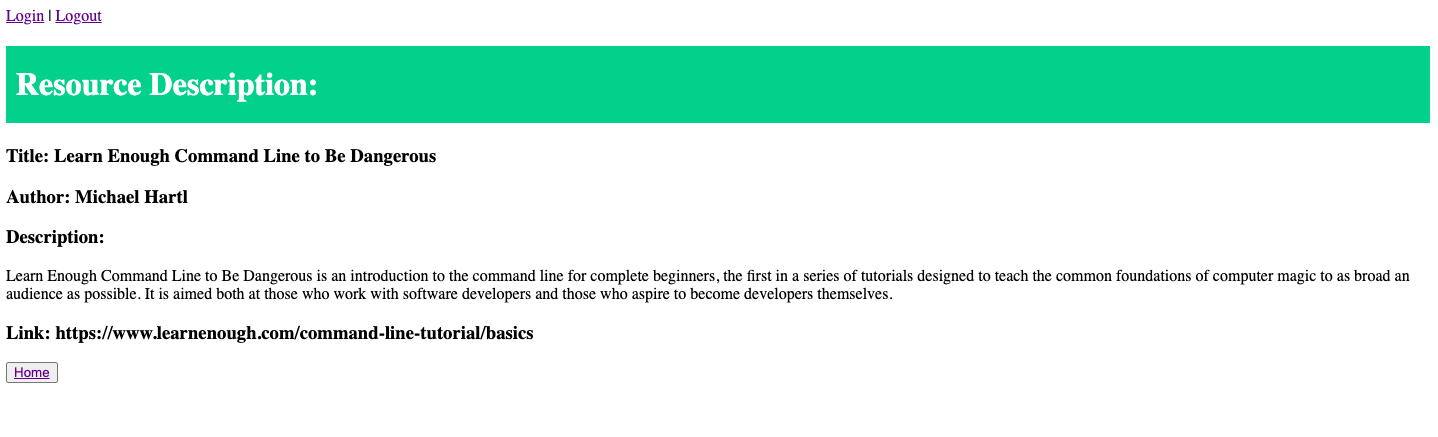 Login | Logout
Resource Description:
Title: Learn Enough Command Line to Be Dangerous
Author: Michael Hartl
Description:
Learn Enough Command Line to Be Dangerous is an introduction to the command line for complete beginners, the first in a series of tutorials designed to teach the common foundations of computer magic to as broad an
audience as possible. It is aimed both at those who work with software developers and those who aspire to become developers themselves.
Link: https://www.learnenough.com/command-line-tutorial/basics
Home